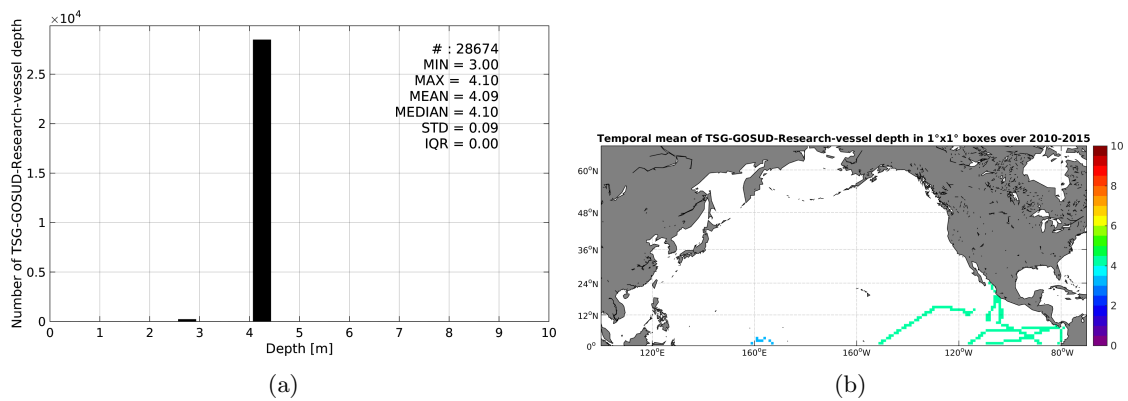 ×10⁴
Number of TSG-GOSUD-Research-vessel depth
2.5
2
1.5
1
0.5
0
0 1 2 3 4 5 6 7 8 9 10
Depth [m]
# : 28674
MIN = 3.00
MAX = 4.10
MEAN = 4.09
MEDIAN = 4.10
STD = 0.09
IQR = 0.00
(a)
Temporal mean of TSG-GOSUD-Research-vessel depth in 1°x1° boxes over 2010-2015
60°N
48°N
36°N
24°N
12°N
0°
120°E 160°E 160°W 120°W 80°W
10
8
6
4
2
0
(b)